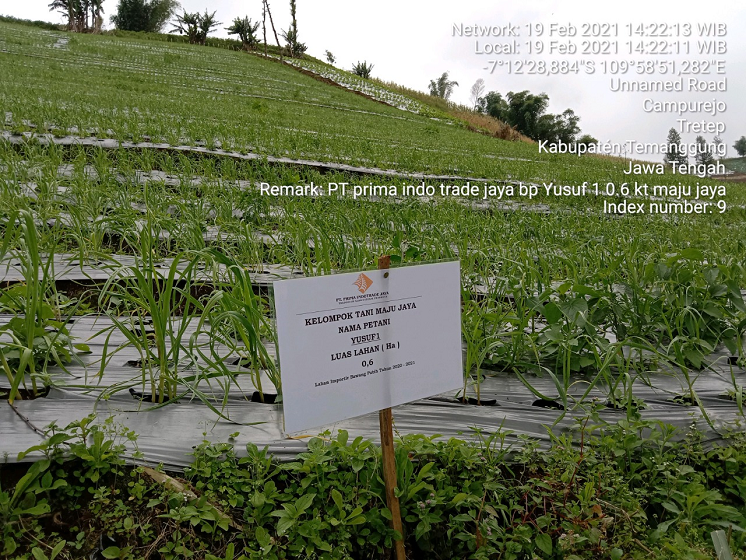 Network: 19 Feb 2021 14:22:13 WIB
Local: 19 Feb 2021 14:22:11 WIB
-7°12'28,884"S 109°58'51,282"E
Unnamed Road
Campurejo
Tretep
Kabupaten Temanggung
Jawa Tengah
Remark: PT prima indo trade jaya bp Yusuf 1.0.6 kt maju jaya
Index number: 9
PT. PRIMA INDOTRADE JAYA
KELOMPOK TANI MAJU JAYA
NAMA PETANI
YUSUF1
LUAS LAHAN ( Ha )
0,6
Lahan Importir Bawang Putih Tahun 2020 - 2021